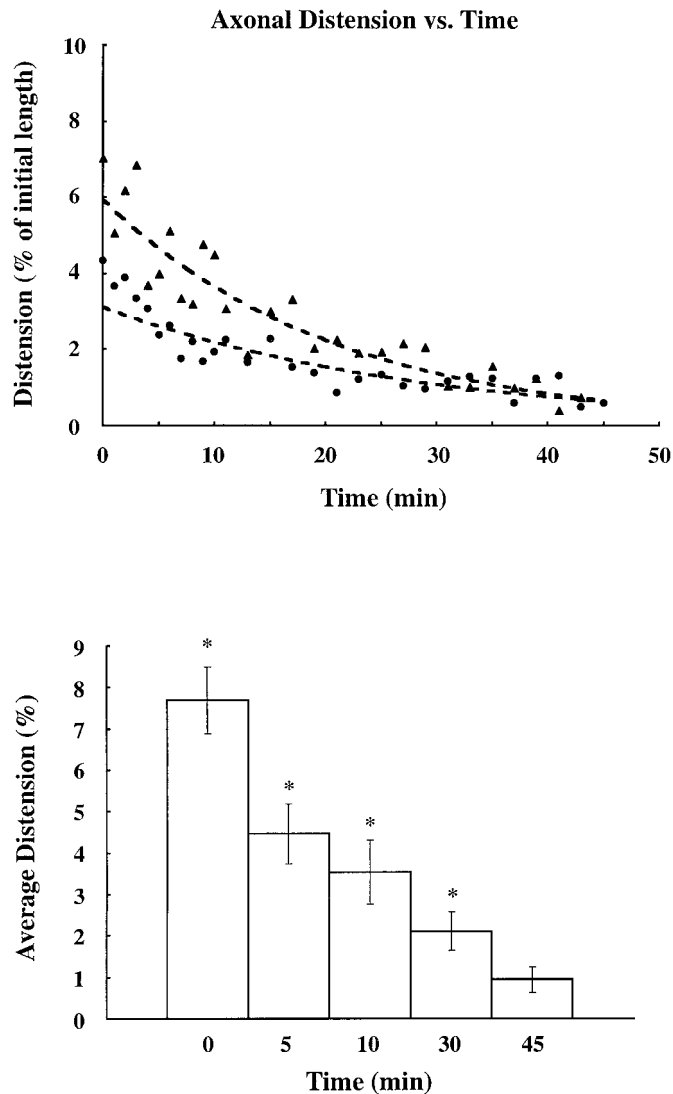 Axonal Distension vs. Time
Distension (% of initial length)
10
8
6
4
2
0
0 10 20 30 40 50
Time (min)
Average Distension (%)
9
8
7
6
5
4
3
2
1
0
* * * *
0 5 10 30 45
Time (min)